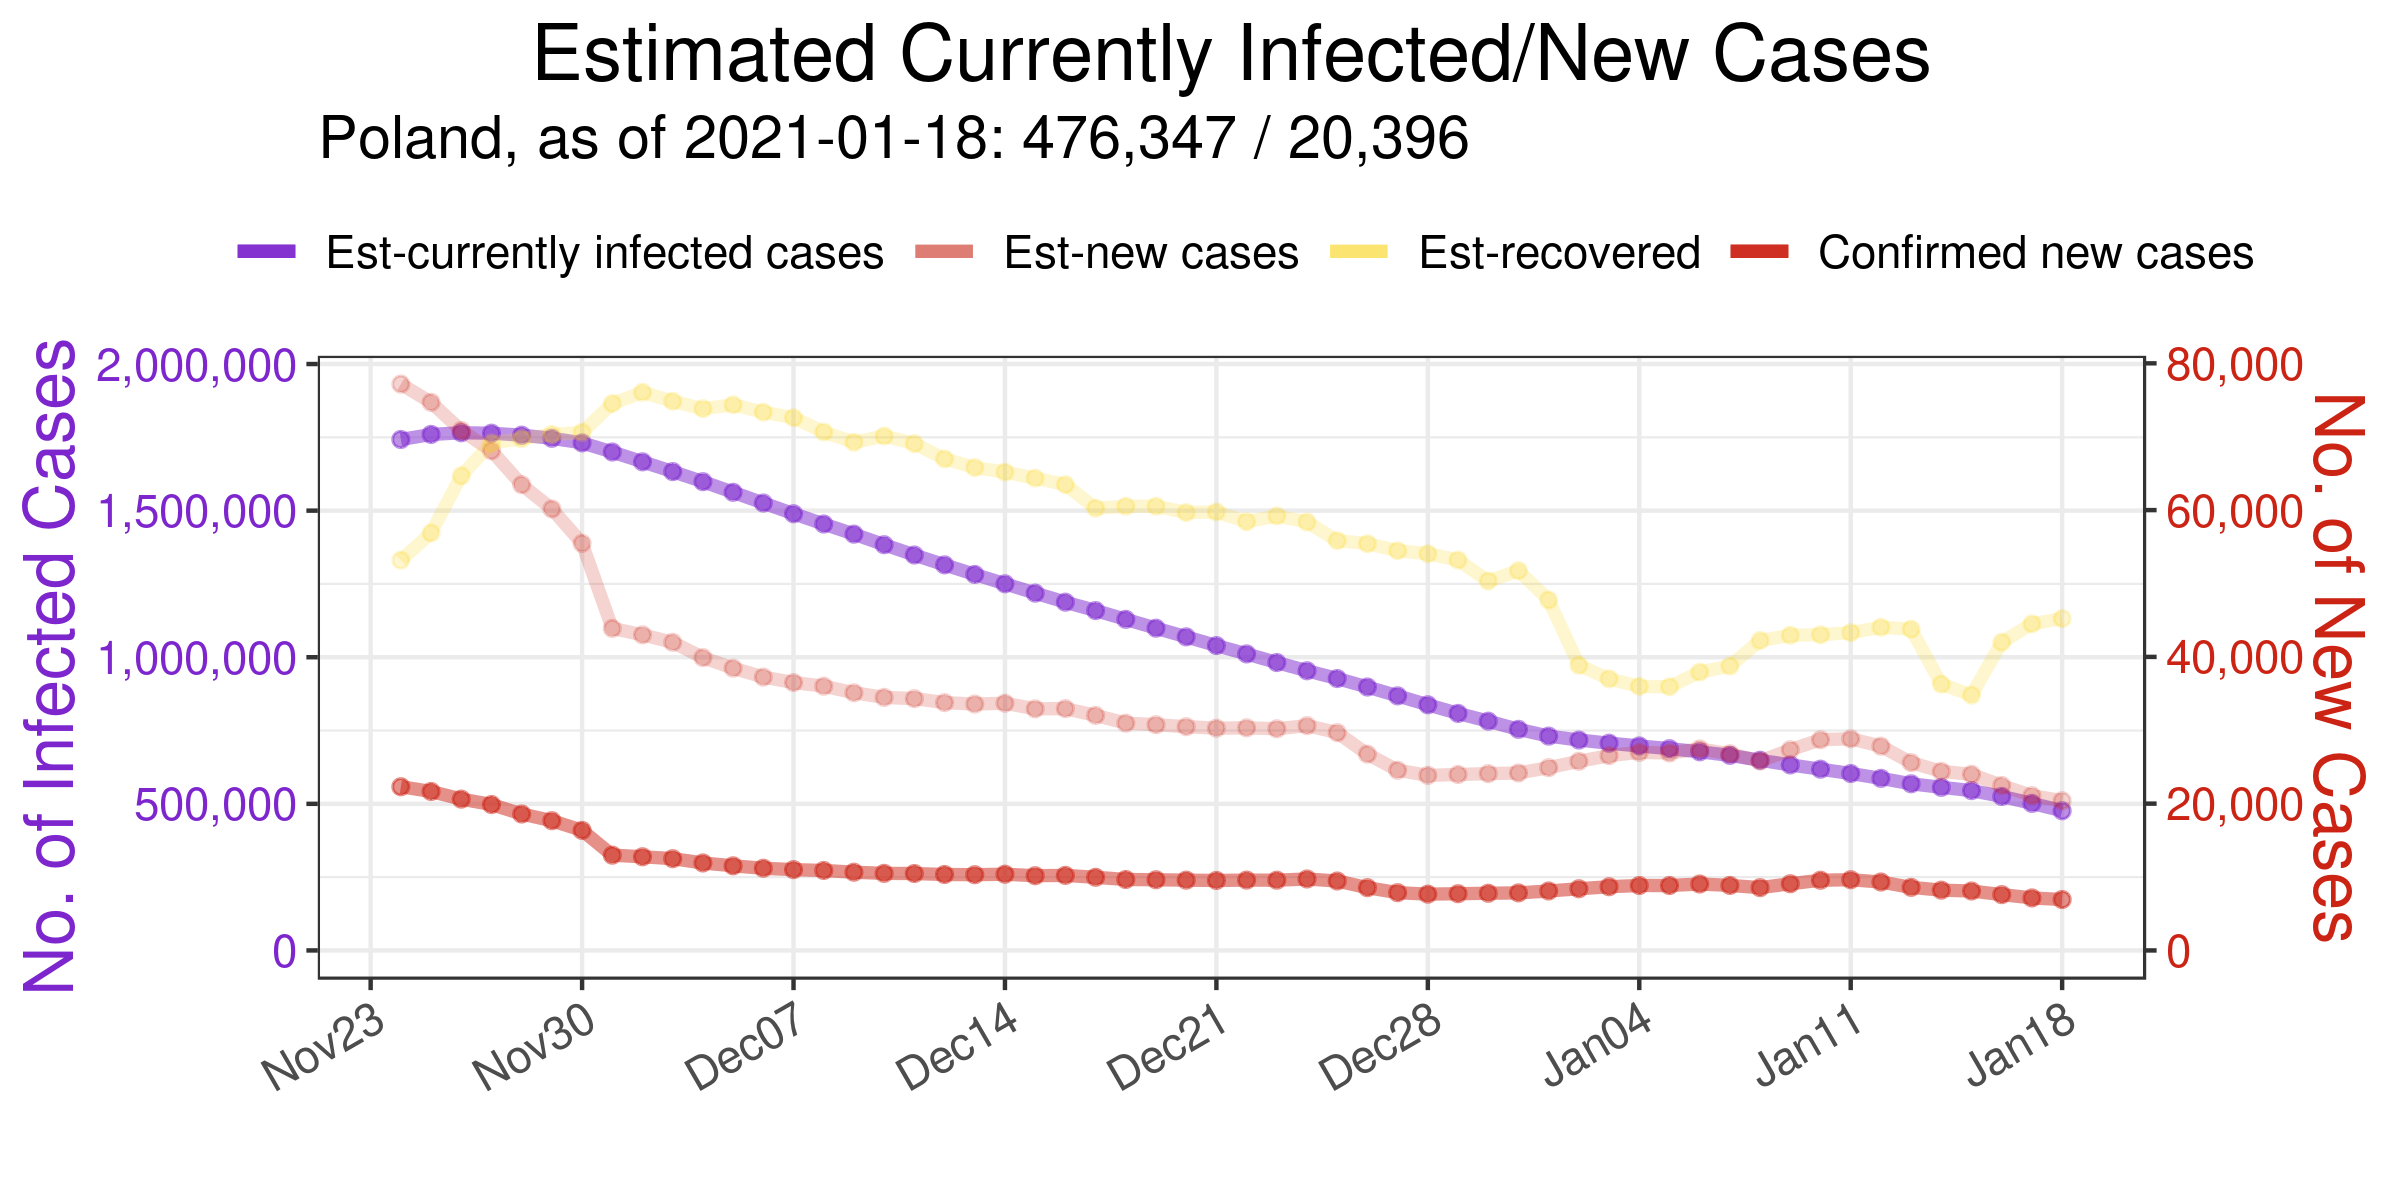 Estimated Currently Infected/New Cases
Poland, as of 2021-01-18: 476,347 / 20,396
Est-currently infected cases Est-new cases Est-recovered Confirmed new cases
No. of Infected Cases
2,000,000
1,500,000
1,000,000
500,000
0
80,000
60,000
40,000
20,000
0
No. of New Cases
Nov23 Nov30 Dec07 Dec14 Dec21 Dec28 Jan04 Jan11 Jan18